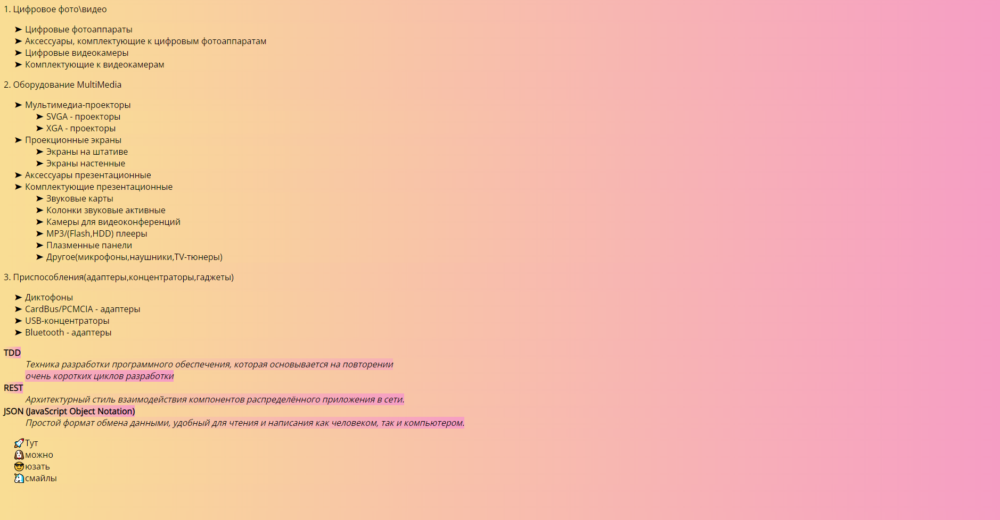 1. Цифровое фото\видео
➤ Цифровые фотоаппараты
➤ Аксессуары, комплектующие к цифровым фотоаппаратам
➤ Цифровые видеокамеры
➤ Комплектующие к видеокамерам
2. Оборудование MultiMedia
➤ Мультимедиа-проекторы
➤ SVGA - проекторы
➤ XGA - проекторы
➤ Проекционные экраны
➤ Экраны на штативе
➤ Экраны настенные
➤ Аксессуары презентационные
➤ Комплектующие презентационные
➤ Звуковые карты
➤ Колонки звуковые активные
➤ Камеры для видеоконференций
➤ MP3/(Flash,HDD) плееры
➤ Плазменные панели
➤ Другое(микрофоны,наушники,TV-тюнеры)
3. Приспособления(адаптеры,концентраторы,гаджеты)
➤ Диктофоны
➤ CardBus/PCMCIA - адаптеры
➤ USB-концентраторы
➤ Bluetooth - адаптеры
TDD
Техника разработки программного обеспечения, которая основывается на повторении
очень коротких циклов разработки
REST
Архитектурный стиль взаимодействия компонентов распределённого приложения в сети.
JSON (JavaScript Object Notation)
Простой формат обмена данными, удобный для чтения и написания как человеком, так и компьютером.
🚀Тут
🐶можно
😎юзать
🦄смайлы